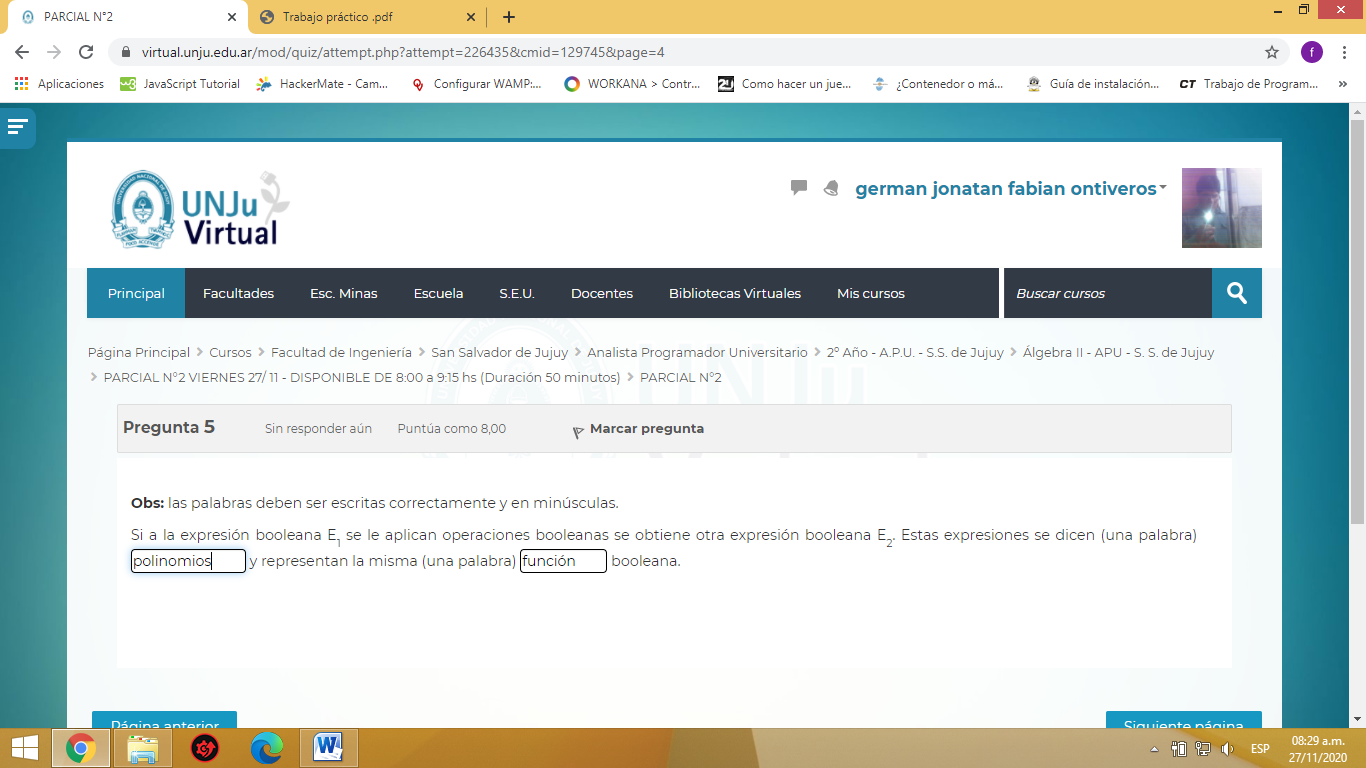 PARCIAL N°2
Trabajo práctico .pdf
virtual.unju.edu.ar/mod/quiz/attempt.php?attempt=226435&cmid=129745&page=4
f
Aplicaciones
JavaScript Tutorial
HackerMate - Cam...
Configurar WAMP:...
WORKANA > Contr...
Como hacer un jue...
¿Contenedor o má...
Guía de instalación...
CT Trabajo de Program...
»
UNJu
Virtual
german jonatan fabian ontiveros
Principal Facultades Esc. Minas Escuela S.E.U. Docentes Bibliotecas Virtuales Mis cursos Buscar cursos
Página Principal > Cursos > Facultad de Ingeniería > San Salvador de Jujuy > Analista Programador Universitario > 2º Año - A.P.U. - S.S. de Jujuy > Álgebra II - APU - S. S. de Jujuy
> PARCIAL N°2 VIERNES 27/ 11 - DISPONIBLE DE 8:00 a 9:15 hs (Duración 50 minutos) > PARCIAL N°2
Pregunta 5 Sin responder aún Puntúa como 8,00 Marcar pregunta
Obs: las palabras deben ser escritas correctamente y en minúsculas.
Si a la expresión booleana E1 se le aplican operaciones booleanas se obtiene otra expresión booleana E2. Estas expresiones se dicen (una palabra)
polinomios y representan la misma (una palabra) función booleana.
Página anterior Siguiente página
ESP
08:29 a.m.
27/11/2020